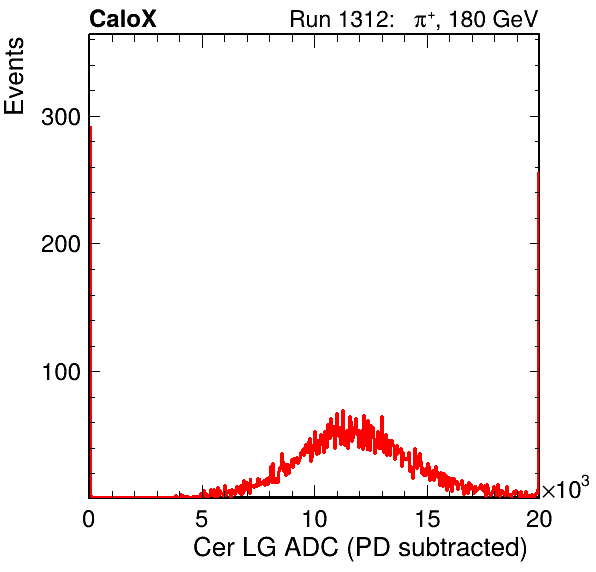 CaloX Run 1312: π⁺, 180 GeV
Events
300
200
100
0 5 10 15 20
×10³
Cer LG ADC (PD subtracted)